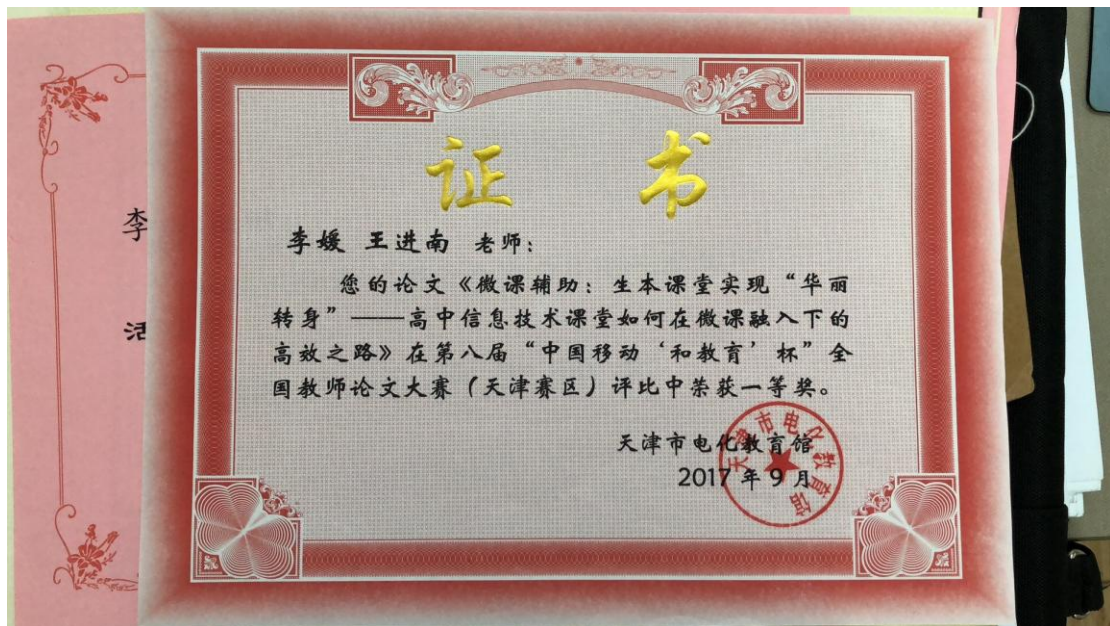 证 书
李媛 王进南 老师：
您的论文《微课辅助：生本课堂实现“华丽
转身”——高中信息技术课堂如何在微课融入下的
高效之路》在第八届“中国移动‘和教育’杯”全
国教师论文大赛（天津赛区）评比中荣获一等奖。
天津市电化教育馆
2017 年 9 月
天津市电化教育馆
李
活